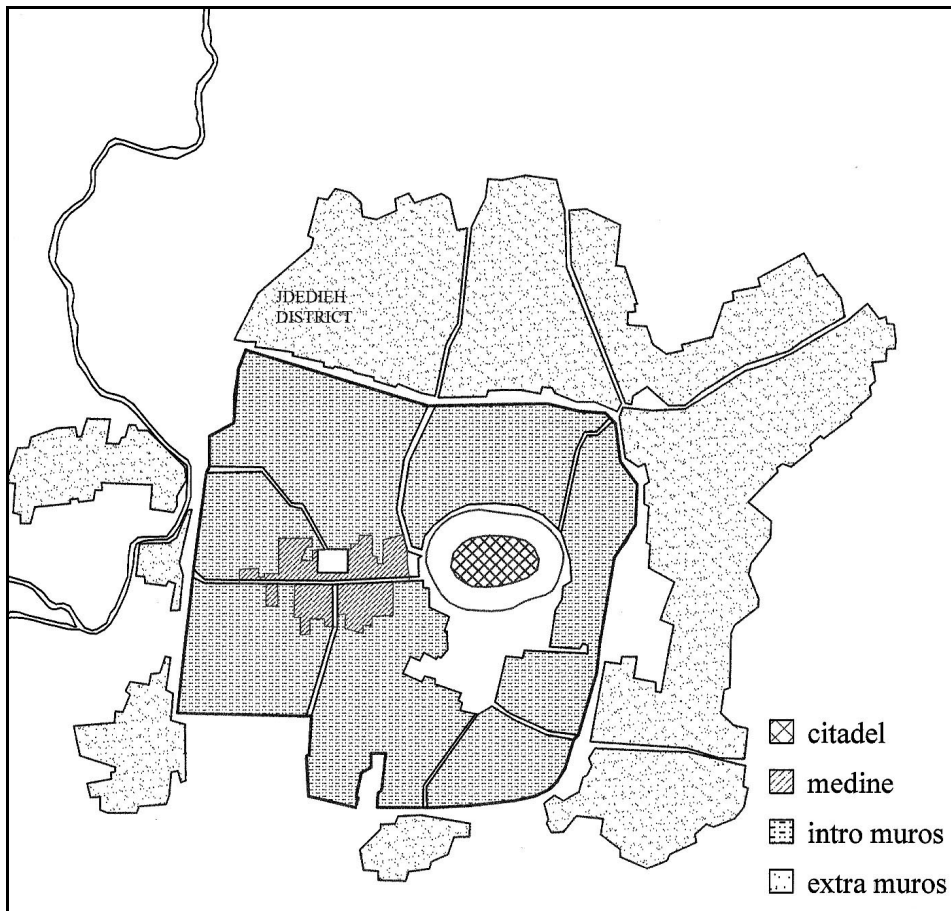 JDEDIEH
DISTRICT
citadel
medine
intro muros
extra muros